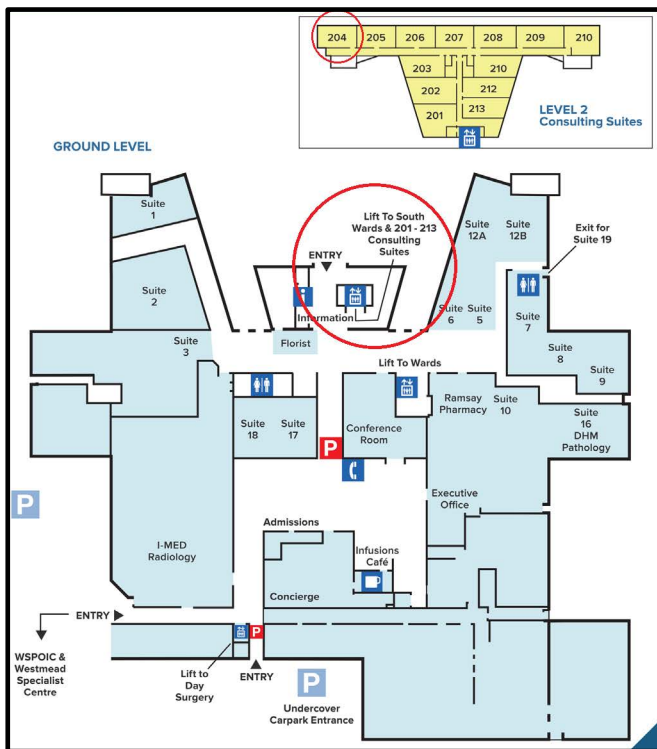 204 205 206 207 208 209 210
203 210
202 212
201 213
LEVEL 2
Consulting Suites
GROUND LEVEL
Suite
1
Suite
2
Suite
3
Lift To South
Wards & 201 - 213
Consulting
Suites
ENTRY
i
Information
Florist
Suite
12A
Suite
12B
Exit for
Suite 19
Suite
6
Suite
5
Suite
7
Suite
8
Suite
9
Lift To Wards
Ramsay
Pharmacy
Suite
10
Suite
16
DHM
Pathology
Suite
18
Suite
17
Conference
Room
P
P
I-MED
Radiology
Executive
Office
Admissions
Infusions
Café
Concierge
ENTRY
WSPOIC &
Westmead
Specialist
Centre
P
Lift to
Day
Surgery
ENTRY
P
Undercover
Carpark Entrance